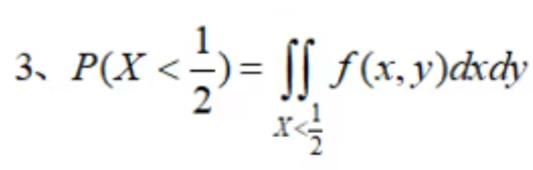 3、P(X < 1/2) = ∬_{X<1/2} f(x,y)dxdy